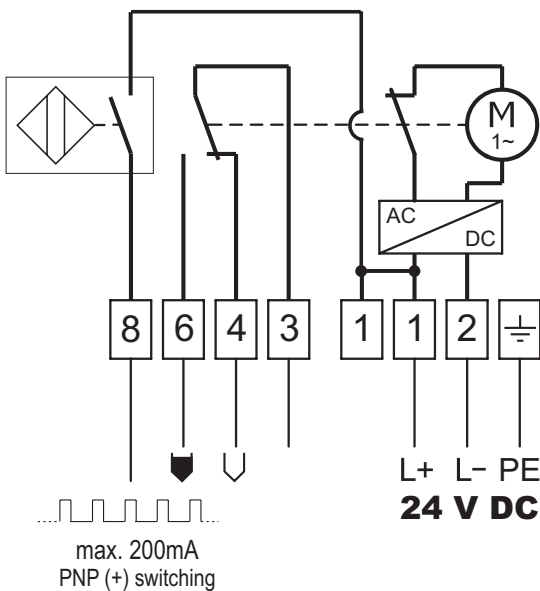 M
1~
AC
DC
8 6 4 3 1 1 2
L+ L− PE
24 V DC
max. 200mA
PNP (+) switching